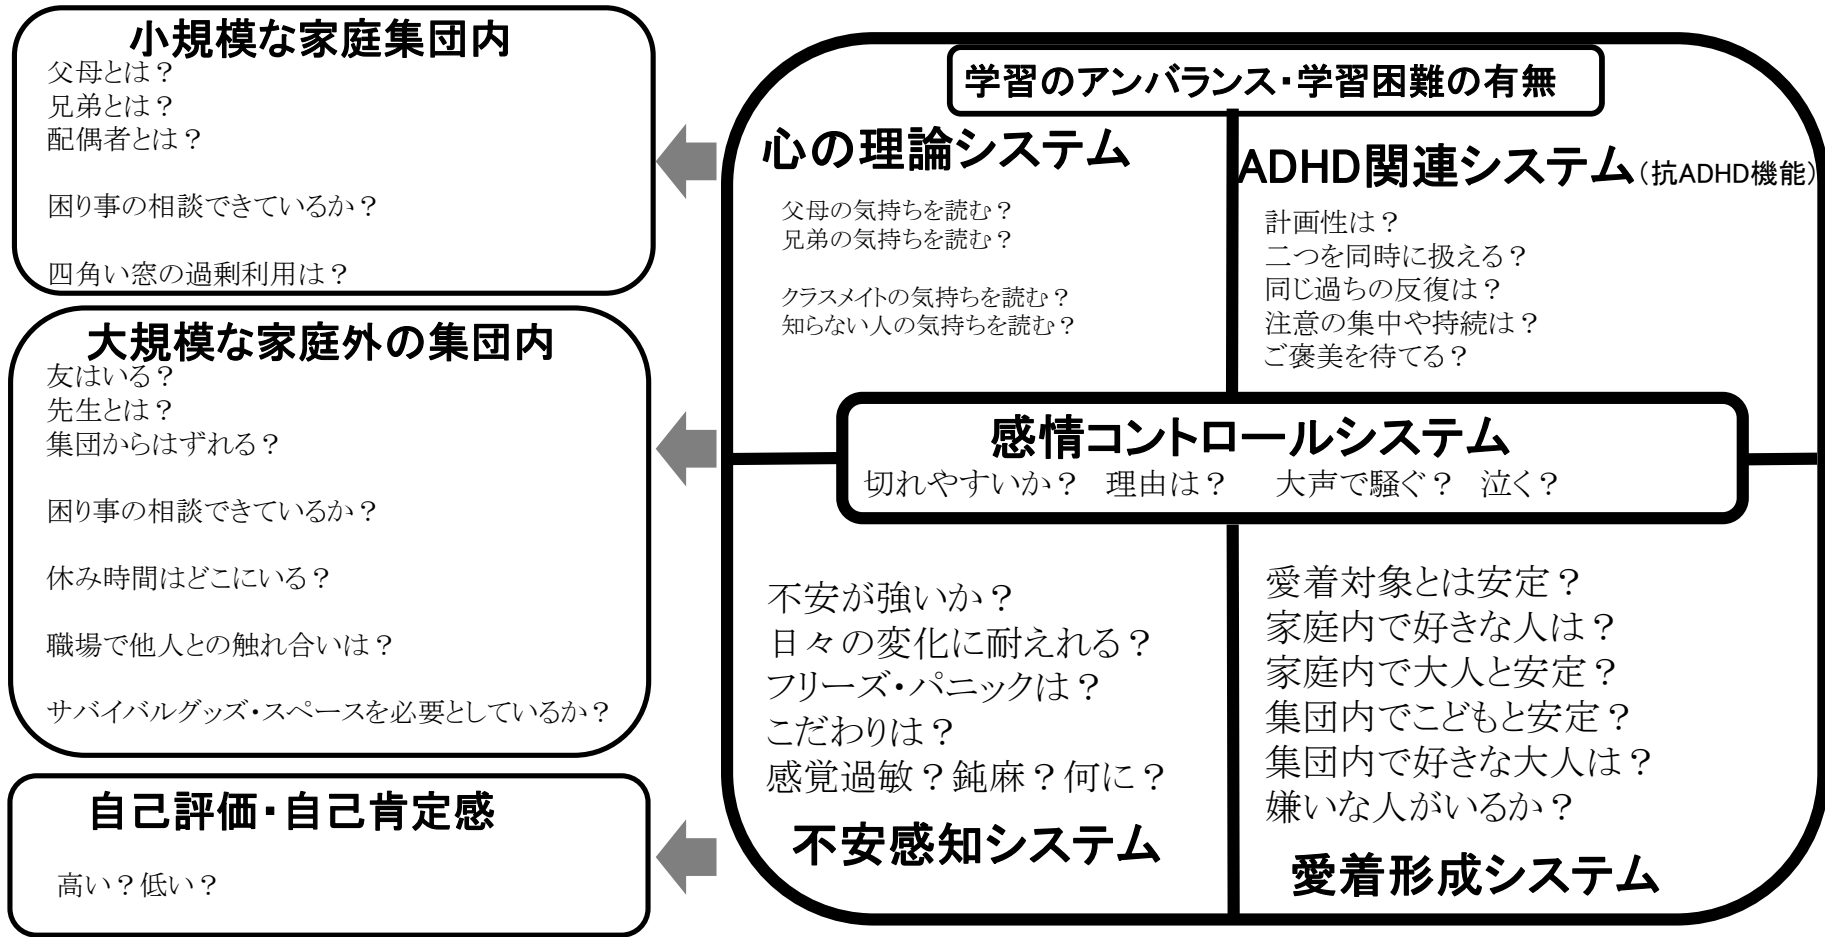 小規模な家庭集団内
父母とは？
兄弟とは？
配偶者とは？
困り事の相談できているか？
四角い窓の過剰利用は？
大規模な家庭外の集団内
友はいる？
先生とは？
集団からはずれる？
困り事の相談できているか？
休み時間はどこにいる？
職場で他人との触れ合いは？
サバイバルグッズ・スペースを必要としているか？
自己評価・自己肯定感
高い？低い？
学習のアンバランス・学習困難の有無
心の理論システム
父母の気持ちを読む？
兄弟の気持ちを読む？
クラスメイトの気持ちを読む？
知らない人の気持ちを読む？
ADHD関連システム（抗ADHD機能）
計画性は？
二つを同時に扱える？
同じ過ちの反復は？
注意の集中や持続は？
ご褒美を待てる？
感情コントロールシステム
切れやすいか？ 理由は？ 大声で騒ぐ？ 泣く？
不安が強いか？
日々の変化に耐えれる？
フリーズ・パニックは？
こだわりは？
感覚過敏？鈍麻？何に？
不安感知システム
愛着対象とは安定？
家庭内で好きな人は？
家庭内で大人と安定？
集団内でこどもと安定？
集団内で好きな大人は？
嫌いな人がいるか？
愛着形成システム